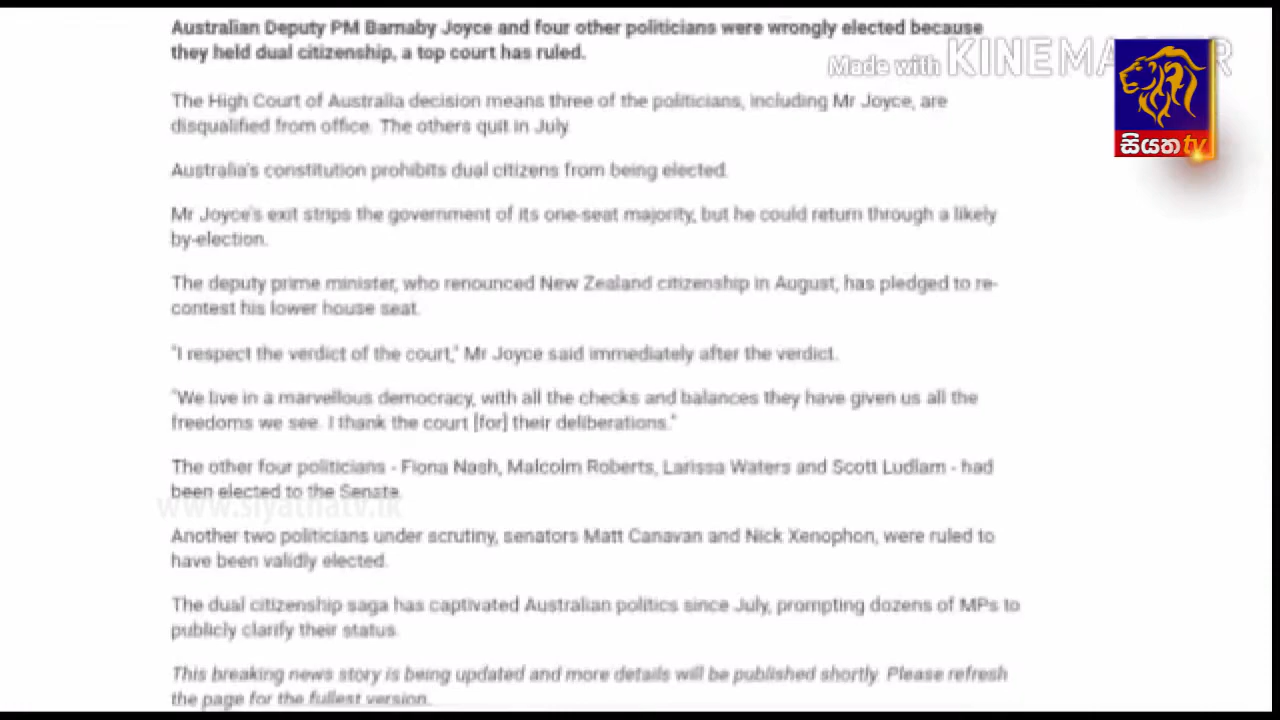 Australian Deputy PM Barnaby Joyce and four other politicians were wrongly elected because
they held dual citizenship, a top court has ruled.
Made with KINEMASTER
සියත tv
The High Court of Australia decision means three of the politicians, including Mr Joyce, are
disqualified from office. The others quit in July.
Australia's constitution prohibits dual citizens from being elected.
Mr Joyce's exit strips the government of its one-seat majority, but he could return through a likely
by-election.
The deputy prime minister, who renounced New Zealand citizenship in August, has pledged to re-
contest his lower house seat.
"I respect the verdict of the court," Mr Joyce said immediately after the verdict.
"We live in a marvellous democracy, with all the checks and balances they have given us all the
freedoms we see. I thank the court [for] their deliberations."
The other four politicians - Fiona Nash, Malcolm Roberts, Larissa Waters and Scott Ludlam - had
been elected to the Senate.
www.siyathatv.lk
Another two politicians under scrutiny, senators Matt Canavan and Nick Xenophon, were ruled to
have been validly elected.
The dual citizenship saga has captivated Australian politics since July, prompting dozens of MPs to
publicly clarify their status.
This breaking news story is being updated and more details will be published shortly. Please refresh
the page for the fullest version.